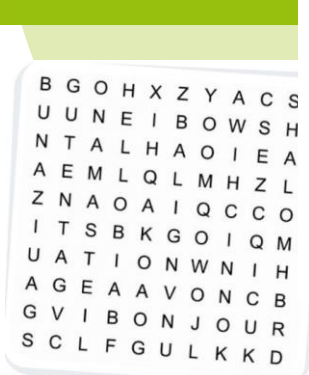 B G O H X Z Y A C S
U U N E I B O W S H
N T A L H A O I E A
A E M L Q L M H Z L
Z N A O A I Q C C O
I T S B K G O I Q M
U A T I O N W N I H
A G E A A V O N C B
G V I B O N J O U R
S C L F G U L K K D